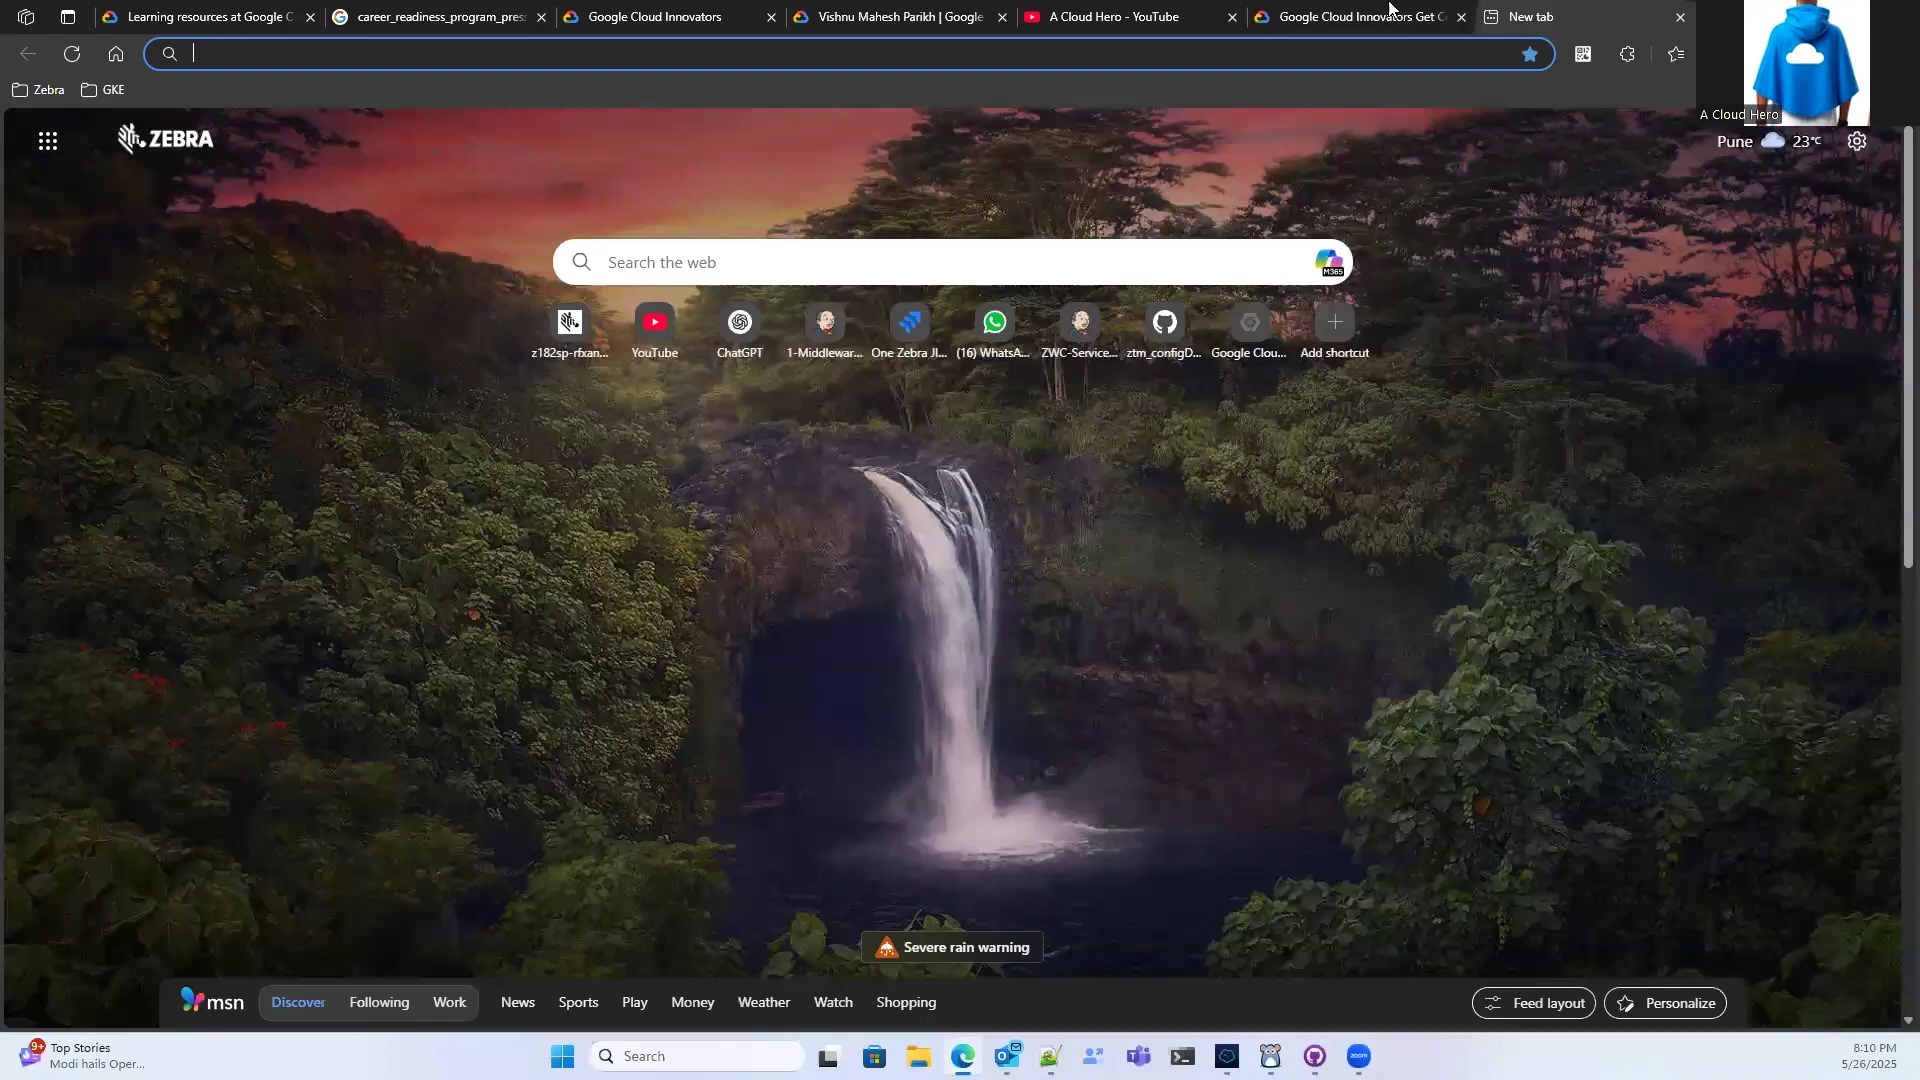 Learning resources at Google C
career_readiness_program_pres
Google Cloud Innovators
Vishnu Mahesh Parikh | Google
A Cloud Hero - YouTube
Google Cloud Innovators Get C
New tab
Zebra
GKE
A Cloud Hero
ZEBRA
Pune
23°C
Search the web
M365
z182sp-rfxan...
YouTube
ChatGPT
1-Middlewar...
One Zebra JI...
(16) WhatsA...
ZWC-Service...
ztm_configD...
Google Clou...
Add shortcut
Severe rain warning
msn
Discover
Following
Work
News
Sports
Play
Money
Weather
Watch
Shopping
Feed layout
Personalize
9+
Top Stories
Modi hails Oper...
Search
zoom
8:10 PM
5/26/2025